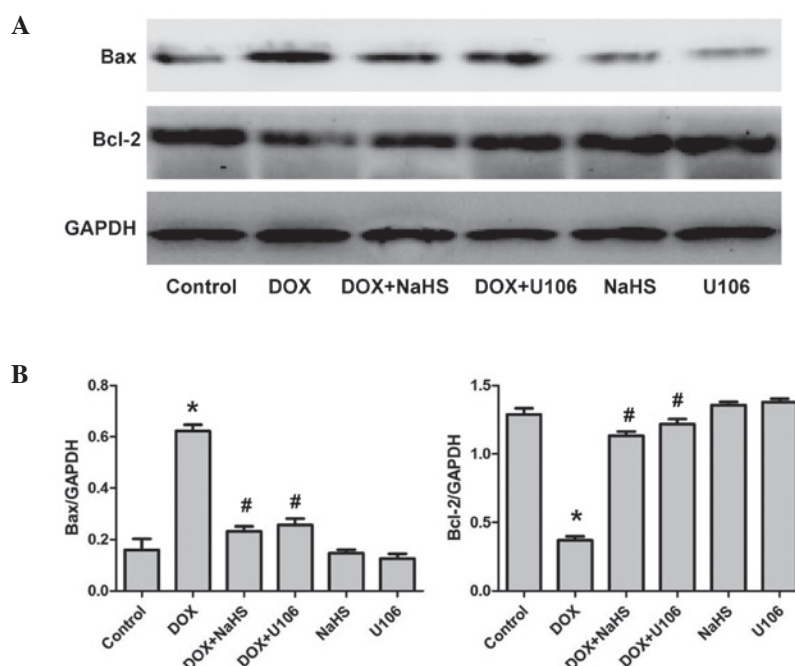 A
Bax
Bcl-2
GAPDH
Control DOX DOX+NaHS DOX+U106 NaHS U106
B
Bax/GAPDH
0.8
0.6
0.4
0.2
0.0
*
#
#
Control DOX DOX+NaHS DOX+U106 NaHS U106
Bcl-2/GAPDH
1.5
1.0
0.5
0.0
*
#
#
Control DOX DOX+NaHS DOX+U106 NaHS U106